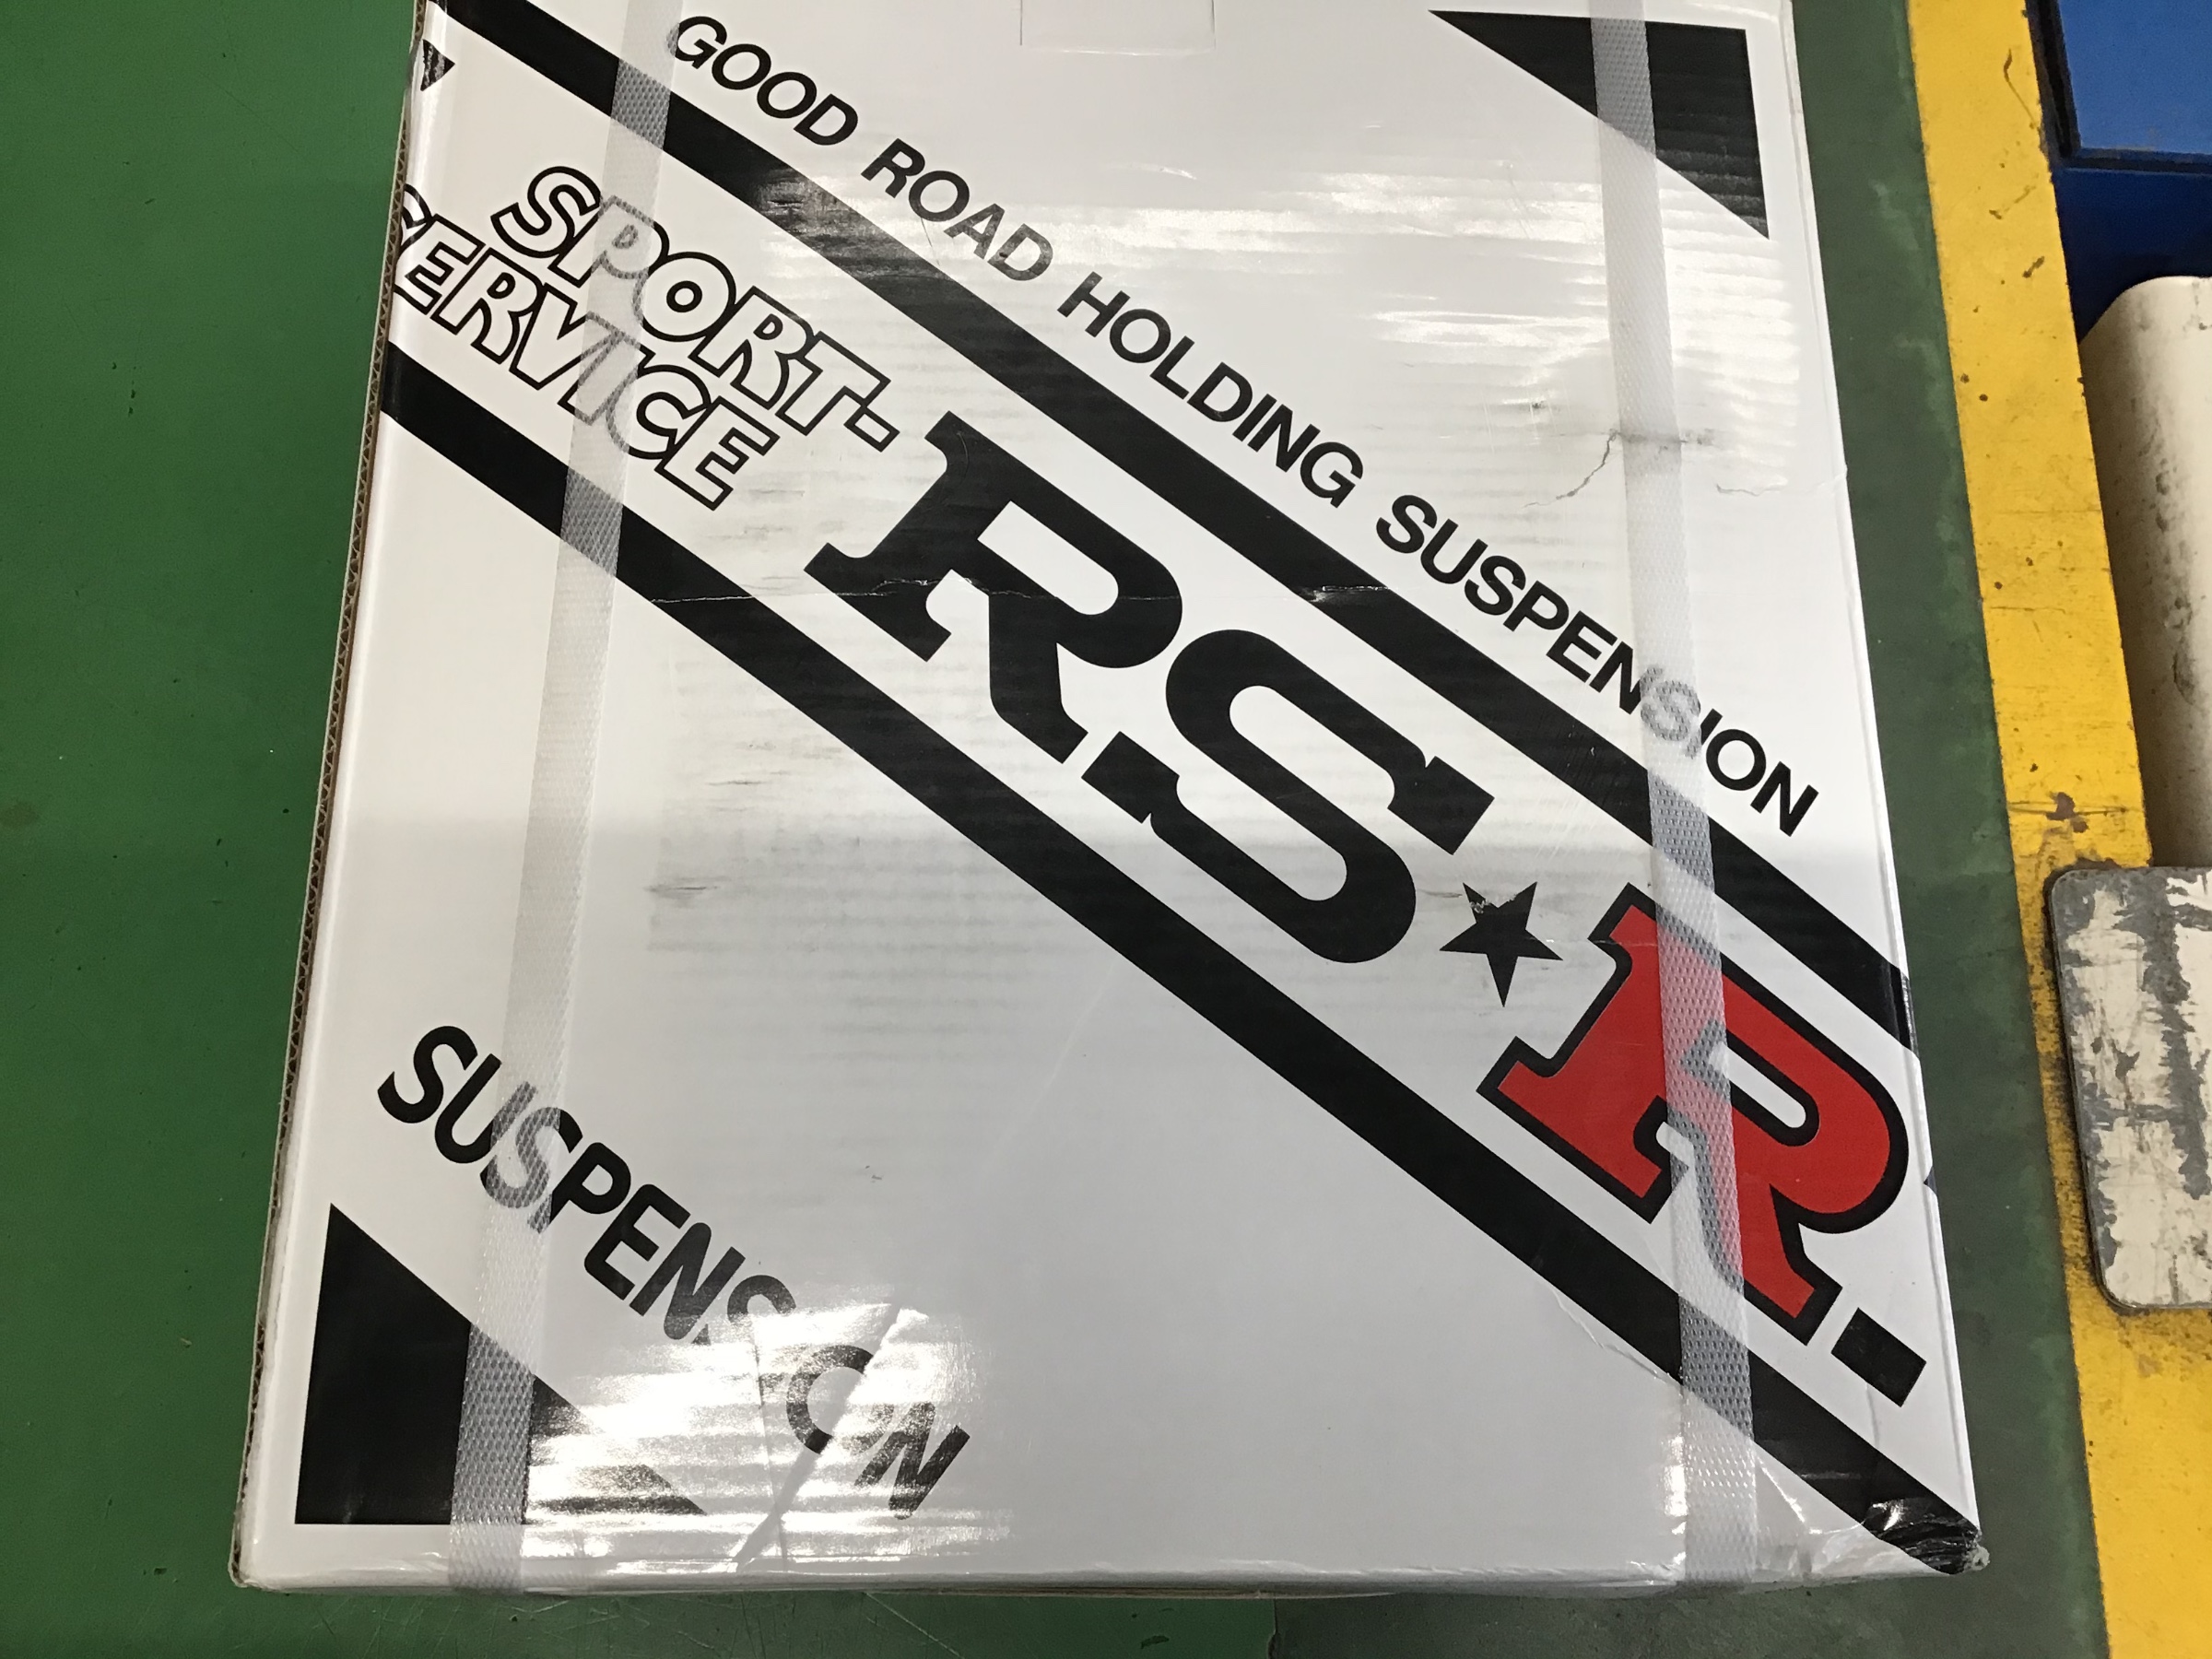 GOOD ROAD HOLDING SUSPENSION
SPORT-
SERVICE
RS★R.
SUSPENSION